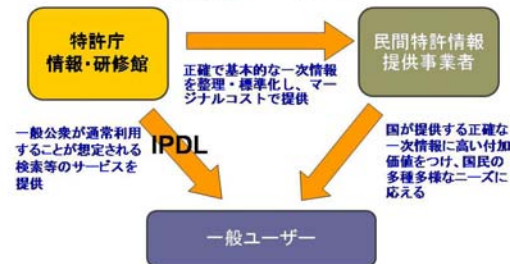 特許庁
情報・研修館
民間特許情報
提供事業者
正確で基本的な一次情報
を整理・標準化し、マー
ジナルコストで提供
一般公衆が通常利用
することが想定される
検索等のサービスを
提供
IPDL
国が提供する正確な
一次情報に高い付加
価値をつけ、国民の
多種多様なニーズに
応える
一般ユーザー